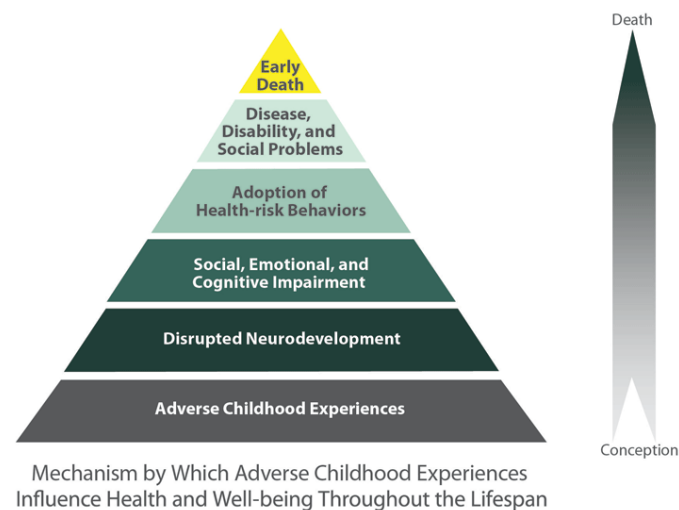 Death
Early
Death
Disease,
Disability, and
Social Problems
Adoption of
Health-risk Behaviors
Social, Emotional, and
Cognitive Impairment
Disrupted Neurodevelopment
Adverse Childhood Experiences
Conception
Mechanism by Which Adverse Childhood Experiences
Influence Health and Well-being Throughout the Lifespan